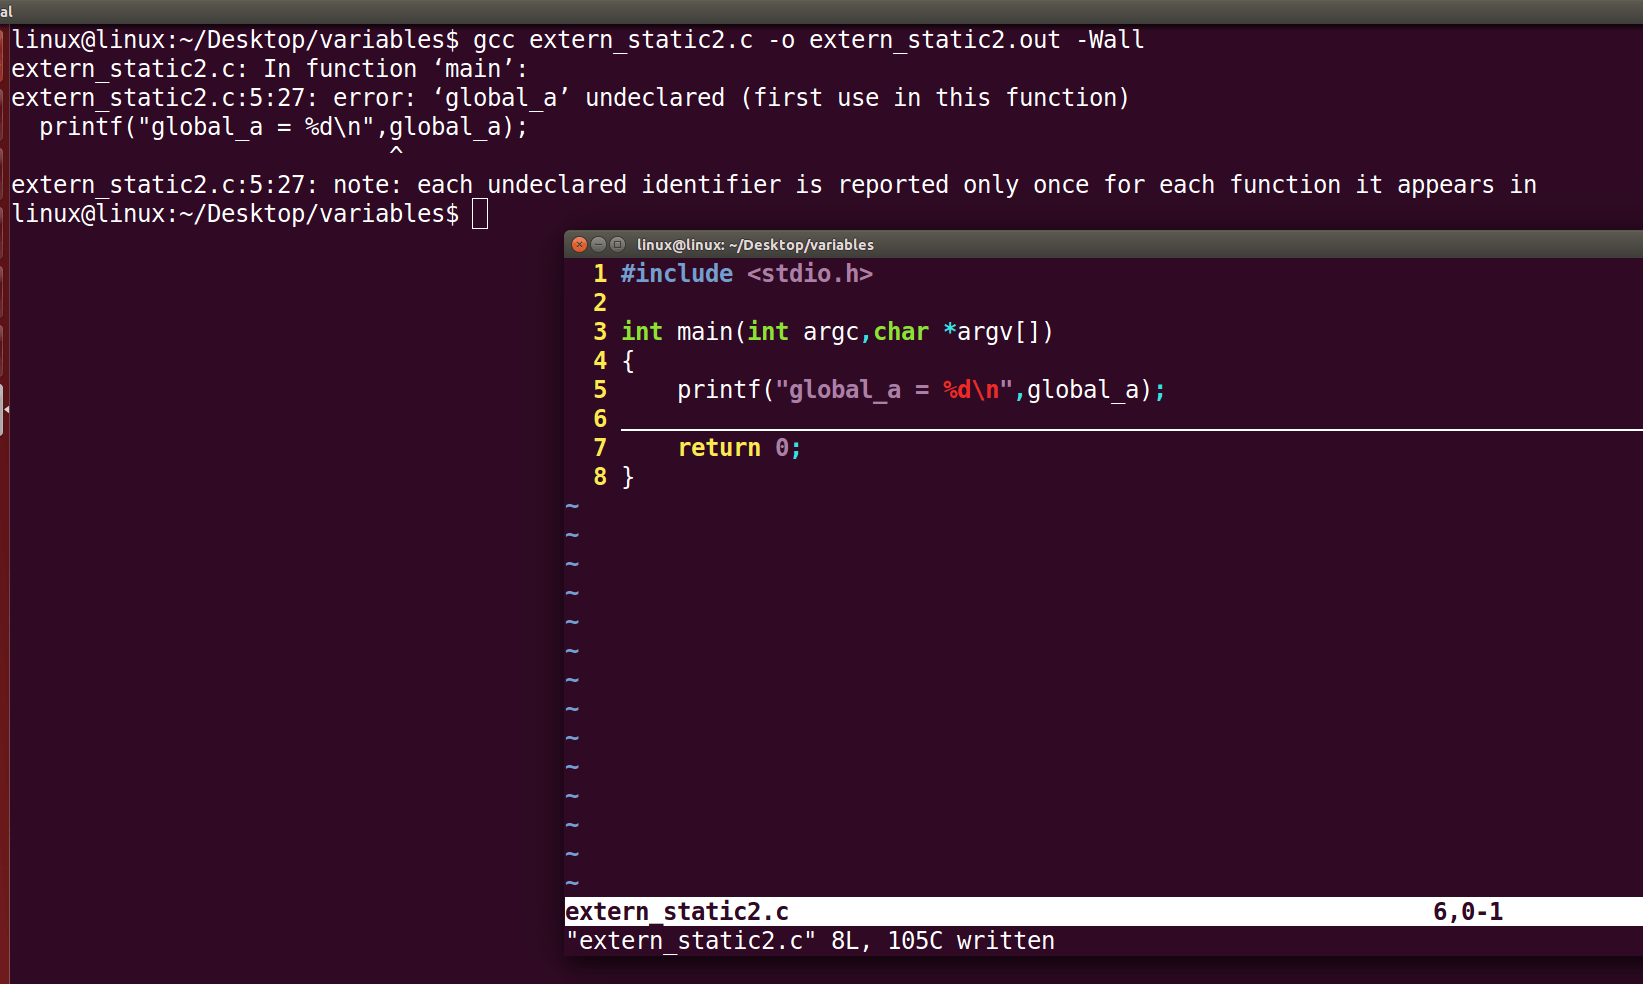 al
linux@linux:~/Desktop/variables$ gcc extern_static2.c -o extern_static2.out -Wall
extern_static2.c: In function ‘main’:
extern_static2.c:5:27: error: ‘global_a’ undeclared (first use in this function)
  printf("global_a = %d\n",global_a);
                           ^
extern_static2.c:5:27: note: each undeclared identifier is reported only once for each function it appears in
linux@linux:~/Desktop/variables$
linux@linux: ~/Desktop/variables
1 #include <stdio.h>
2
3 int main(int argc,char *argv[])
4 {
5     printf("global_a = %d\n",global_a);
6
7     return 0;
8 }
~
~
~
~
~
~
~
~
~
~
~
~
~
~
extern_static2.c 6,0-1
"extern_static2.c" 8L, 105C written